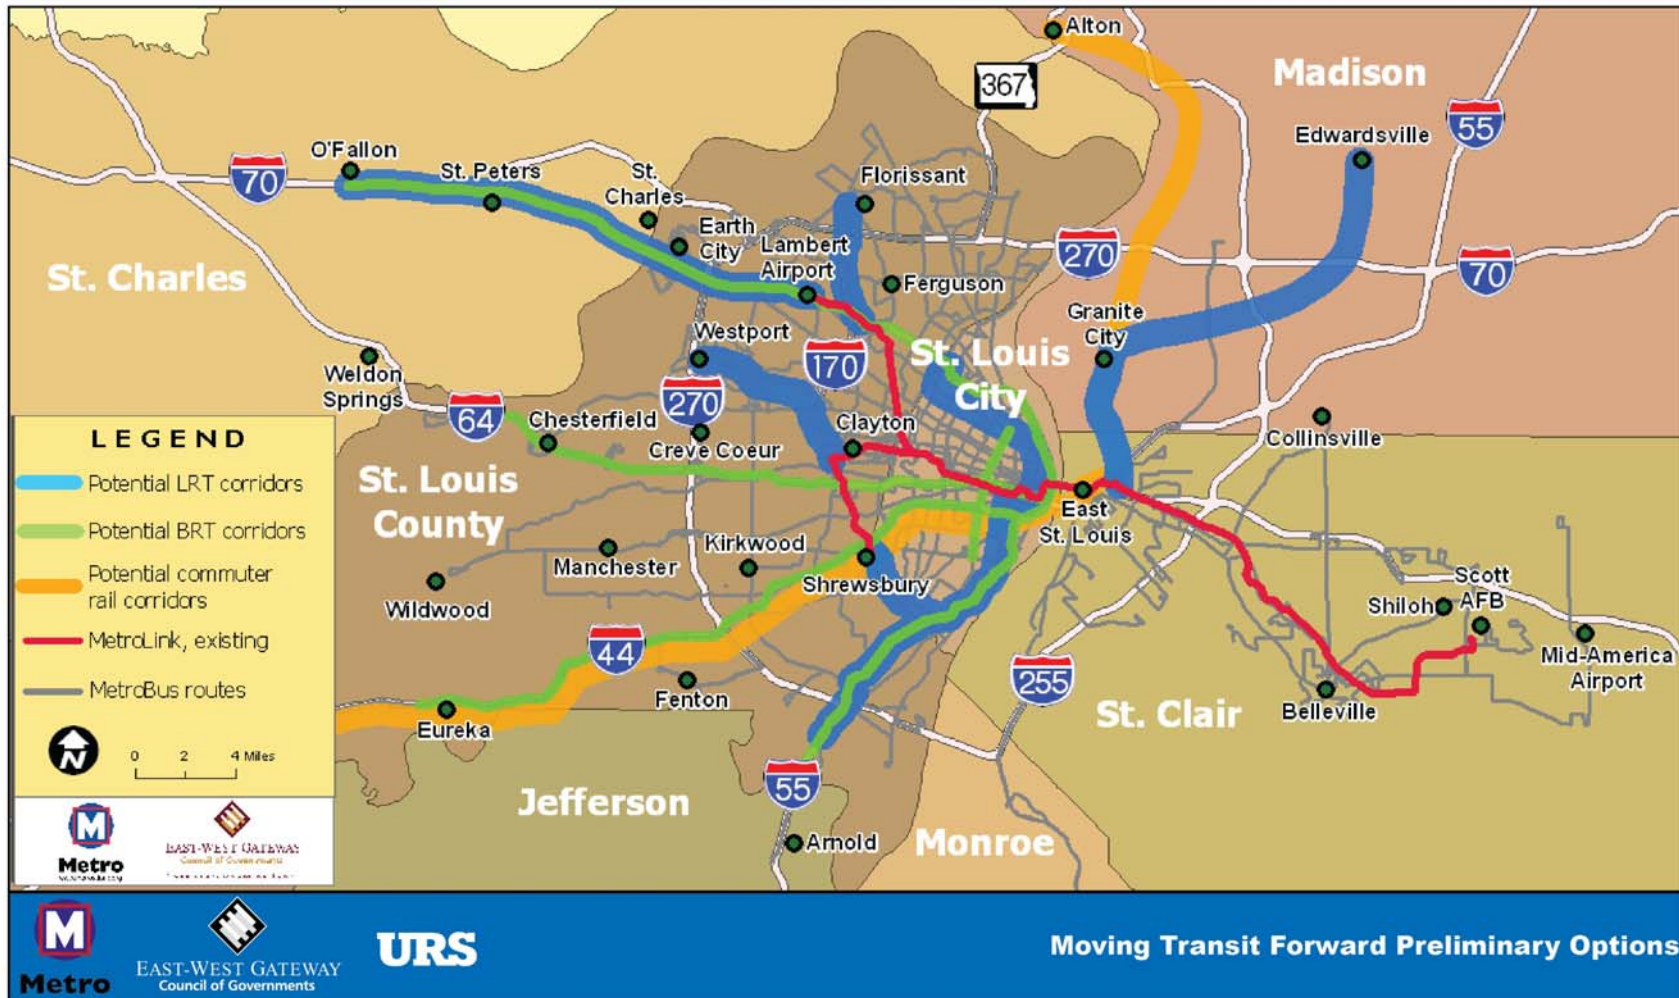 Alton
367
Madison
55
Edwardsville
O'Fallon
70
St. Peters
St.
Charles
Florissant
Earth
City
Lambert
Airport
270
70
St. Charles
Ferguson
Granite
City
Westport
170
St. Louis
City
Weldon
Springs
64
270
Chesterfield
Clayton
Creve Coeur
Collinsville
St. Louis
County
East
St. Louis
Kirkwood
Manchester
Shrewsbury
Wildwood
Scott
AFB
Shiloh
44
255
Mid-America
Airport
Fenton
St. Clair
Belleville
Eureka
Jefferson
55
Arnold
Monroe
LEGEND
Potential LRT corridors
Potential BRT corridors
Potential commuter
rail corridors
MetroLink, existing
MetroBus routes
N
0 2 4 Miles
M
Metro
EAST-WEST GATEWAY
Council of Governments
M
Metro
EAST-WEST GATEWAY
Council of Governments
URS
Moving Transit Forward Preliminary Options